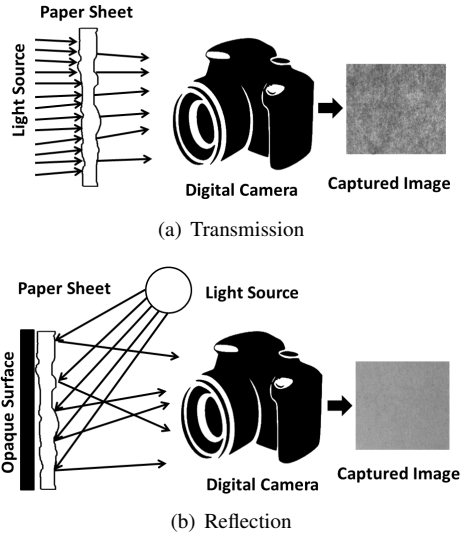 Paper Sheet
Light Source
Digital Camera
Captured Image
(a) Transmission
Paper Sheet
Light Source
Opaque Surface
Digital Camera
Captured Image
(b) Reflection